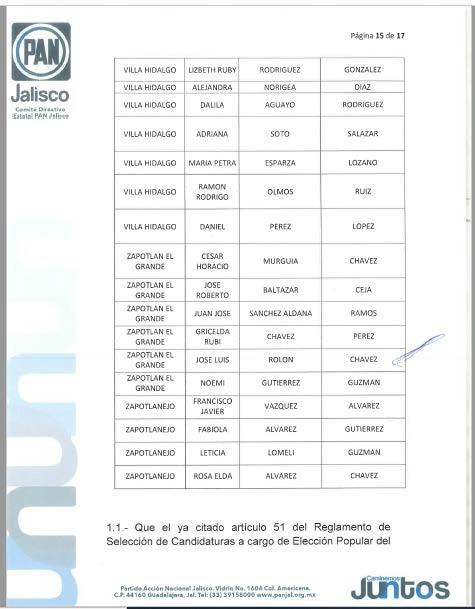 Página 15 de 17
PAN
Jalisco
Comité Directivo
Estatal PAN Jalisco
VILLA HIDALGO LIZBETH RUBY RODRIGUEZ GONZALEZ
VILLA HIDALGO ALEJANDRA NORIGEA DIAZ
VILLA HIDALGO DALILA AGUAYO RODRIGUEZ
VILLA HIDALGO ADRIANA SOTO SALAZAR
VILLA HIDALGO MARIA PETRA ESPARZA LOZANO
VILLA HIDALGO RAMON RODRIGO OLMOS RUIZ
VILLA HIDALGO DANIEL PEREZ LOPEZ
ZAPOTLAN EL GRANDE CESAR HORACIO MURGUIA CHAVEZ
ZAPOTLAN EL GRANDE JOSE ROBERTO BALTAZAR CEJA
ZAPOTLAN EL GRANDE JUAN JOSE SANCHEZ ALDANA RAMOS
ZAPOTLAN EL GRANDE GRICELDA RUBI CHAVEZ PEREZ
ZAPOTLAN EL GRANDE JOSE LUIS ROLON CHAVEZ
ZAPOTLAN EL GRANDE NOEMI GUTIERREZ GUZMAN
ZAPOTLANEJO FRANCISCO JAVIER VAZQUEZ ALVAREZ
ZAPOTLANEJO FABIOLA ALVAREZ GUTIERREZ
ZAPOTLANEJO LETICIA LOMELI GUZMAN
ZAPOTLANEJO ROSA ELDA ALVAREZ CHAVEZ
1.1.- Que el ya citado artículo 51 del Reglamento de
Selección de Candidaturas a cargo de Elección Popular del
Partido Acción Nacional Jalisco, Vidrio No. 1604 Col. Americana,
C.P. 44160 Guadalajara, Jal. Tel: (33) 39158000 www.panjal.org.mx
Caminemos
Juntos